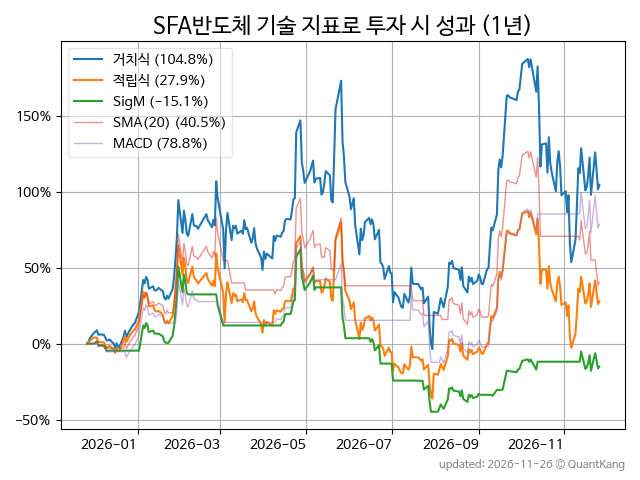 SFA반도체 기술 지표로 투자 시 성과 (1년)
거치식 (104.8%)
적립식 (27.9%)
SigM (−15.1%)
SMA(20) (40.5%)
MACD (78.8%)
150%
100%
50%
0%
−50%
2026-01 2026-03 2026-05 2026-07 2026-09 2026-11
updated: 2026-11-26 ⓒ QuantKang